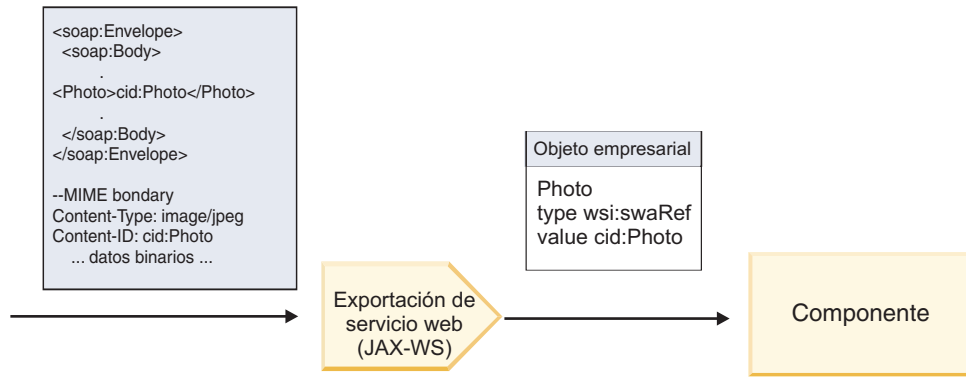 <soap:Envelope>
<soap:Body>
.
<Photo>cid:Photo</Photo>
.
</soap:Body>
</soap:Envelope>
--MIME bondary
Content-Type: image/jpeg
Content-ID: cid:Photo
... datos binarios ...
Objeto empresarial
Photo
type wsi:swaRef
value cid:Photo
Exportación de
servicio web
(JAX-WS)
Componente